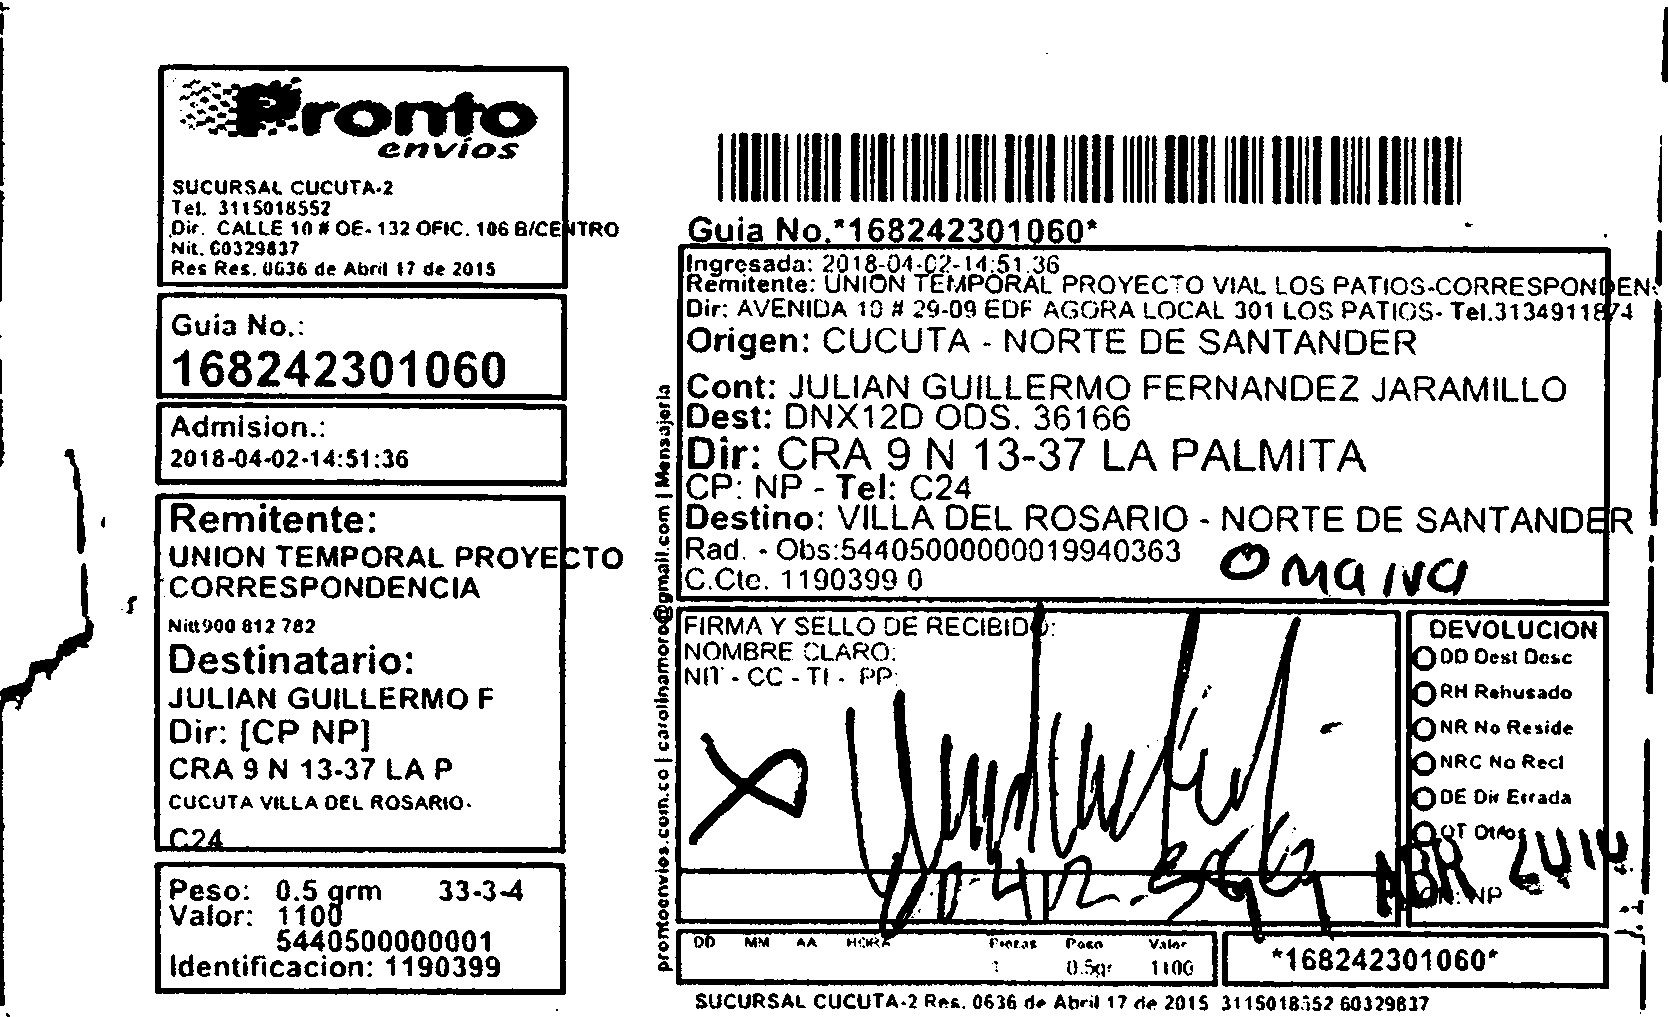 Pronto
envios
SUCURSAL CUCUTA-2
Tel. 3115018552
Dir. CALLE 10 # OE- 132 OFIC. 106 B/CENTRO
Nit. 60329837
Res Res. 0636 de Abril 17 de 2015
Guia No.:
168242301060
Admision.:
2018-04-02-14:51:36
Remitente:
UNION TEMPORAL PROYECTO
CORRESPONDENCIA
Nitt900 812 782
Destinatario:
JULIAN GUILLERMO F
Dir: [CP NP]
CRA 9 N 13-37 LA P
CUCUTA VILLA DEL ROSARIO-
C24
Peso: 0.5 grm 33-3-4
Valor: 1100
5440500000001
Identificacion: 1190399
prontoenvios.com.co | carolinamoro@gmail.com | Mensajeria
Guia No.*168242301060*
Ingresada: 2018-04-02-14:51:36
Remitente: UNION TEMPORAL PROYECTO VIAL LOS PATIOS-CORRESPONDEN
Dir: AVENIDA 10 # 29-09 EDF AGORA LOCAL 301 LOS PATIOS- Tel.3134911874
Origen: CUCUTA - NORTE DE SANTANDER
Cont: JULIAN GUILLERMO FERNANDEZ JARAMILLO
Dest: DNX12D ODS. 36166
Dir: CRA 9 N 13-37 LA PALMITA
CP: NP - Tel: C24
Destino: VILLA DEL ROSARIO - NORTE DE SANTANDER
Rad. - Obs:54405000000019940363
C.Cte. 1190399 0
Omaira
FIRMA Y SELLO DE RECIBIDO:
NOMBRE CLARO:
NIT - CC - TI - PP:
DEVOLUCION
DD Dest Desc
RH Rehusado
NR No Reside
NRC No Recl
DE Dir Errada
OT Otros
ABR
NP
DD MM AA HORA Piezas Peso Valor
1 0.5gr 1100
*168242301060*
SUCURSAL CUCUTA-2 Res. 0636 de Abril 17 de 2015 3115018552 60329837